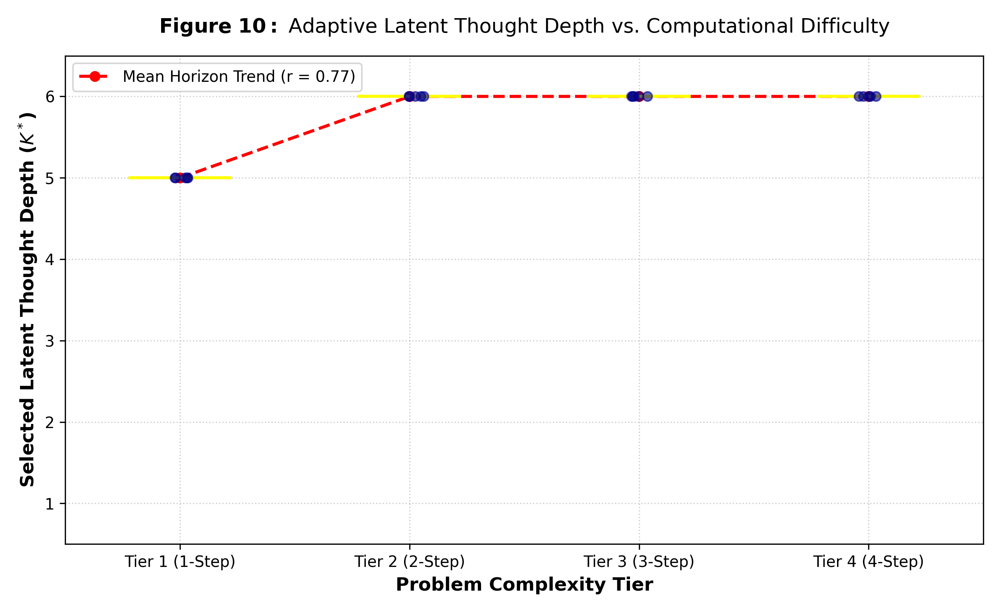 Figure 10 : Adaptive Latent Thought Depth vs. Computational Difficulty
Mean Horizon Trend (r = 0.77)
Selected Latent Thought Depth (K*)
6
5
4
3
2
1
Tier 1 (1-Step)
Tier 2 (2-Step)
Tier 3 (3-Step)
Tier 4 (4-Step)
Problem Complexity Tier